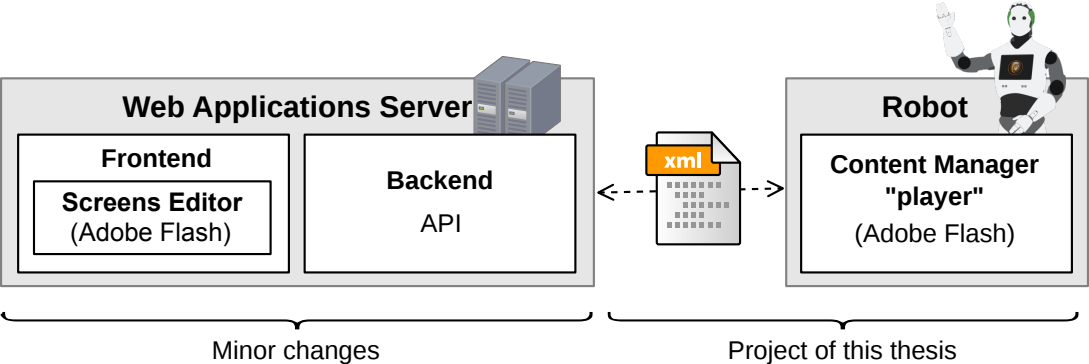 Web Applications Server
Frontend
Screens Editor
(Adobe Flash)
Backend
API
xml
Robot
Content Manager
"player"
(Adobe Flash)
Minor changes
Project of this thesis